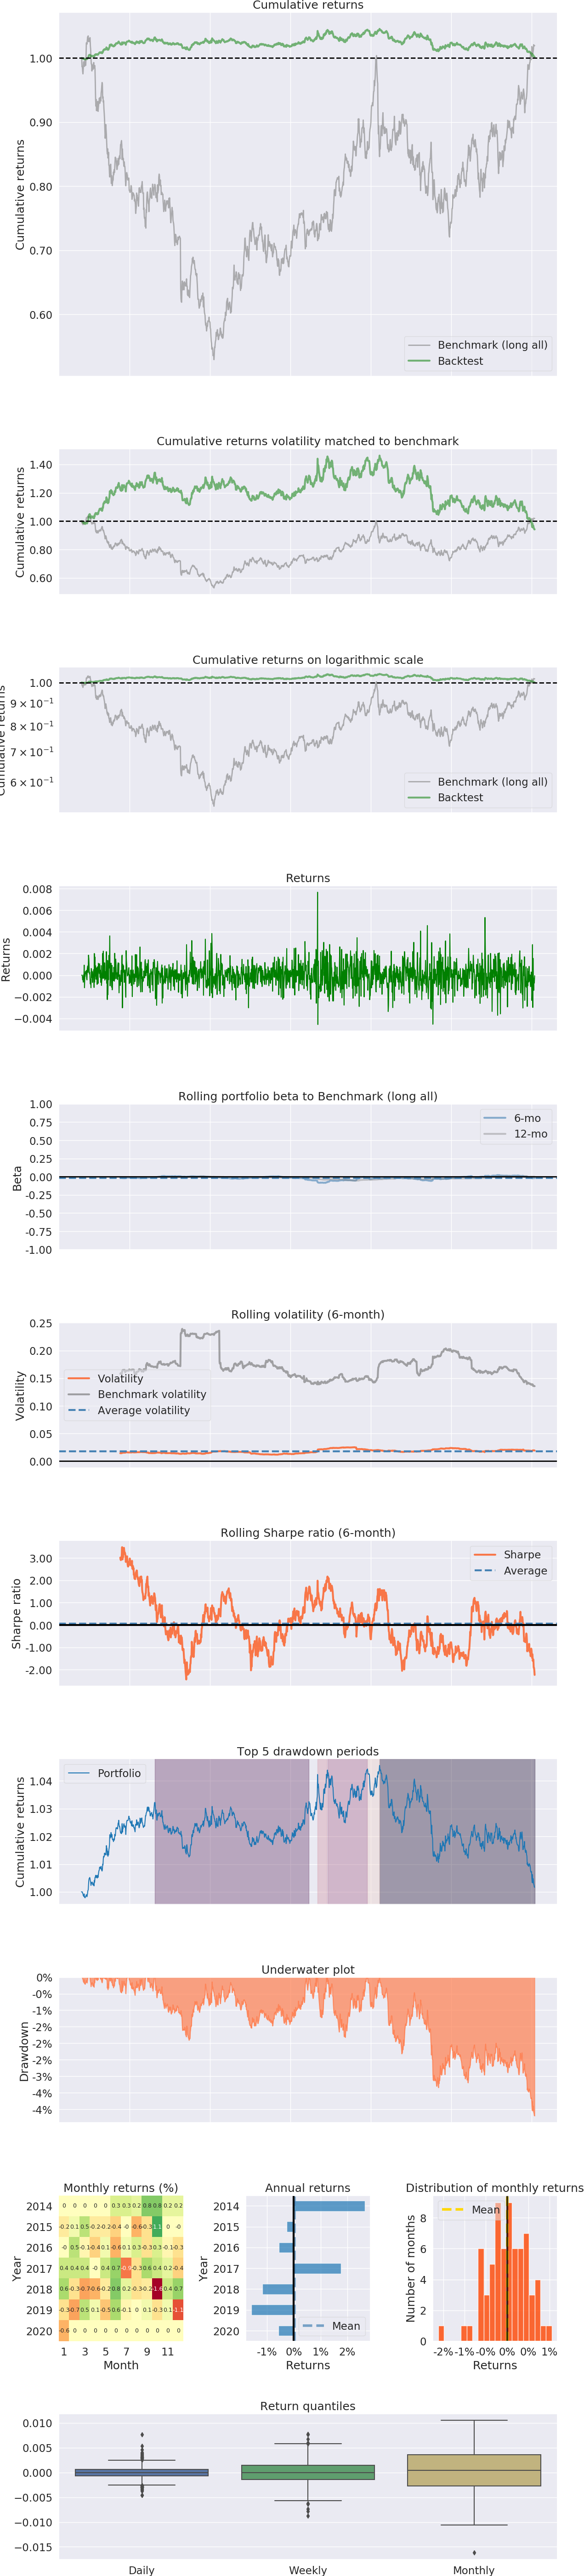 Cumulative returns
1.00
0.90
0.80
0.70
0.60
Cumulative returns
Benchmark (long all)
Backtest
Cumulative returns volatility matched to benchmark
1.40
1.20
1.00
0.80
0.60
Cumulative returns
Cumulative returns on logarithmic scale
1.00
9 × 10⁻¹
8 × 10⁻¹
7 × 10⁻¹
6 × 10⁻¹
Cumulative returns
Benchmark (long all)
Backtest
Returns
0.008
0.006
0.004
0.002
0.000
−0.002
−0.004
Returns
Rolling portfolio beta to Benchmark (long all)
1.00
0.75
0.50
0.25
0.00
-0.25
-0.50
-0.75
-1.00
Beta
6-mo
12-mo
Rolling volatility (6-month)
0.25
0.20
0.15
0.10
0.05
0.00
Volatility
Volatility
Benchmark volatility
Average volatility
Rolling Sharpe ratio (6-month)
3.00
2.00
1.00
0.00
-1.00
-2.00
Sharpe ratio
Sharpe
Average
Top 5 drawdown periods
1.04
1.03
1.02
1.01
1.00
Cumulative returns
Portfolio
Underwater plot
0%
-0%
-1%
-1%
-2%
-2%
-3%
-3%
-4%
-4%
Drawdown
Monthly returns (%)
2014
2015
2016
2017
2018
2019
2020
Year
1 3 5 7 9 11
Month
Annual returns
2014
2015
2016
2017
2018
2019
2020
Year
Mean
-1% 0% 1% 2%
Returns
Distribution of monthly returns
8
6
4
2
0
Number of months
Mean
-2% -1% -0% 0% 0% 1%
Returns
Return quantiles
0.010
0.005
0.000
−0.005
−0.010
−0.015
Daily Weekly Monthly